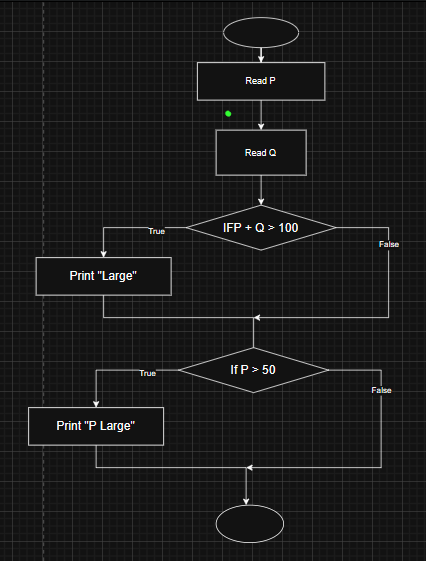 Read P
Read Q
IFP + Q > 100
True
False
Print "Large"
If P > 50
True
False
Print "P Large"